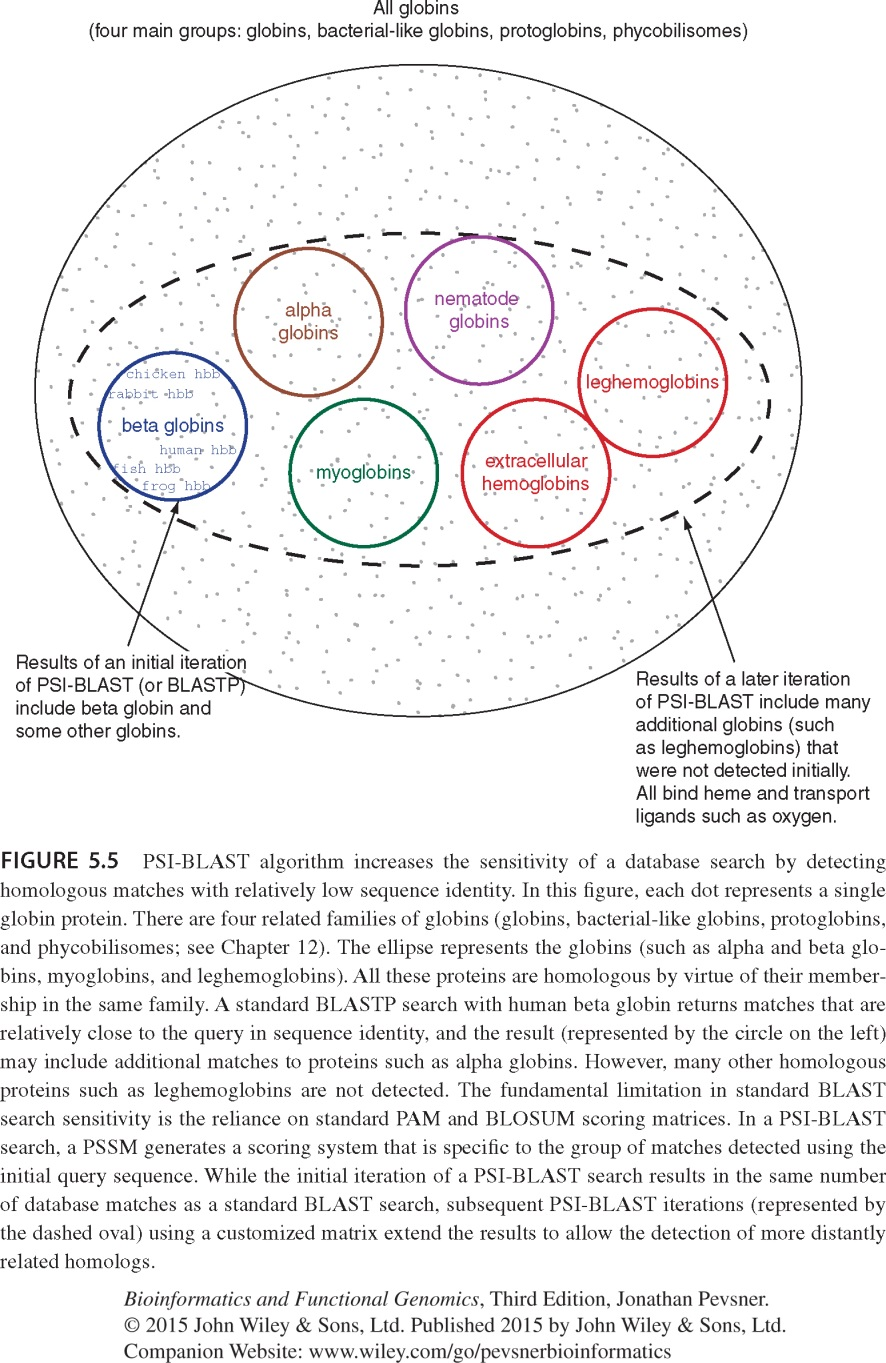 All globins
(four main groups: globins, bacterial-like globins, protoglobins, phycobilisomes)
alpha
globins
nematode
globins
leghemoglobins
chicken hbb
rabbit hbb
beta globins
human hbb
fish hbb
frog hbb
myoglobins
extracellular
hemoglobins
Results of an initial iteration
of PSI-BLAST (or BLASTP)
include beta globin and
some other globins.
Results of a later iteration
of PSI-BLAST include many
additional globins (such
as leghemoglobins) that
were not detected initially.
All bind heme and transport
ligands such as oxygen.
FIGURE 5.5 PSI-BLAST algorithm increases the sensitivity of a database search by detecting
homologous matches with relatively low sequence identity. In this figure, each dot represents a single
globin protein. There are four related families of globins (globins, bacterial-like globins, protoglobins,
and phycobilisomes; see Chapter 12). The ellipse represents the globins (such as alpha and beta glo-
bins, myoglobins, and leghemoglobins). All these proteins are homologous by virtue of their member-
ship in the same family. A standard BLASTP search with human beta globin returns matches that are
relatively close to the query in sequence identity, and the result (represented by the circle on the left)
may include additional matches to proteins such as alpha globins. However, many other homologous
proteins such as leghemoglobins are not detected. The fundamental limitation in standard BLAST
search sensitivity is the reliance on standard PAM and BLOSUM scoring matrices. In a PSI-BLAST
search, a PSSM generates a scoring system that is specific to the group of matches detected using the
initial query sequence. While the initial iteration of a PSI-BLAST search results in the same number
of database matches as a standard BLAST search, subsequent PSI-BLAST iterations (represented by
the dashed oval) using a customized matrix extend the results to allow the detection of more distantly
related homologs.
Bioinformatics and Functional Genomics, Third Edition, Jonathan Pevsner.
© 2015 John Wiley & Sons, Ltd. Published 2015 by John Wiley & Sons, Ltd.
Companion Website: www.wiley.com/go/pevsnerbioinformatics